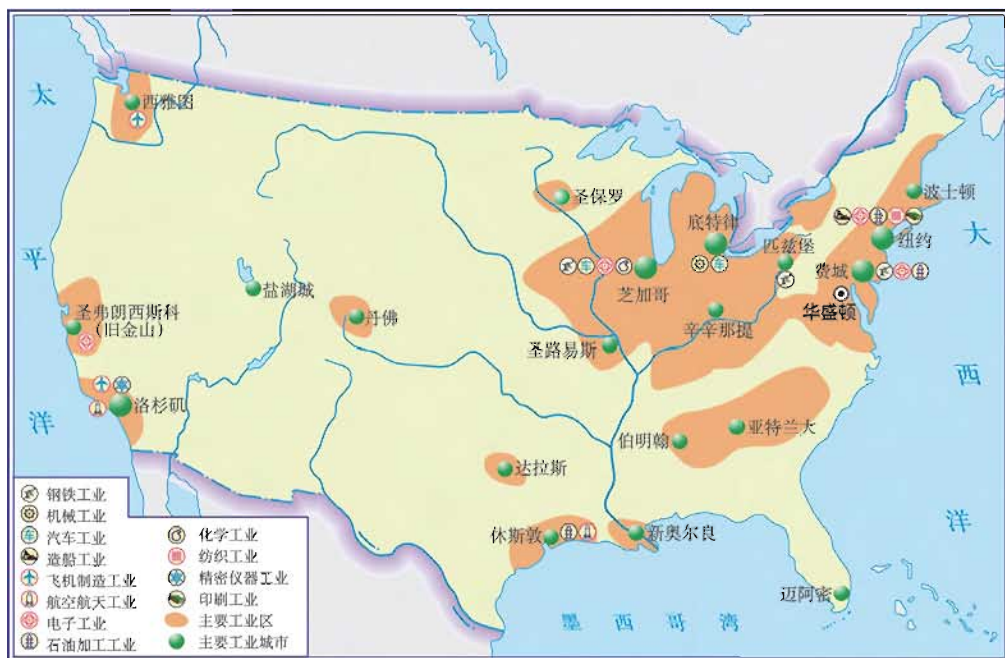 太平洋
大西洋
墨西哥湾
西雅图
圣保罗
波士顿
底特律
匹兹堡
纽约
费城
华盛顿
芝加哥
盐湖城
丹佛
圣弗朗西斯科
（旧金山）
圣路易斯
辛辛那提
洛杉矶
伯明翰
亚特兰大
达拉斯
休斯敦
新奥尔良
迈阿密
钢铁工业
机械工业
汽车工业
造船工业
飞机制造工业
航空航天工业
电子工业
石油加工工业
化学工业
纺织工业
精密仪器工业
印刷工业
主要工业区
主要工业城市